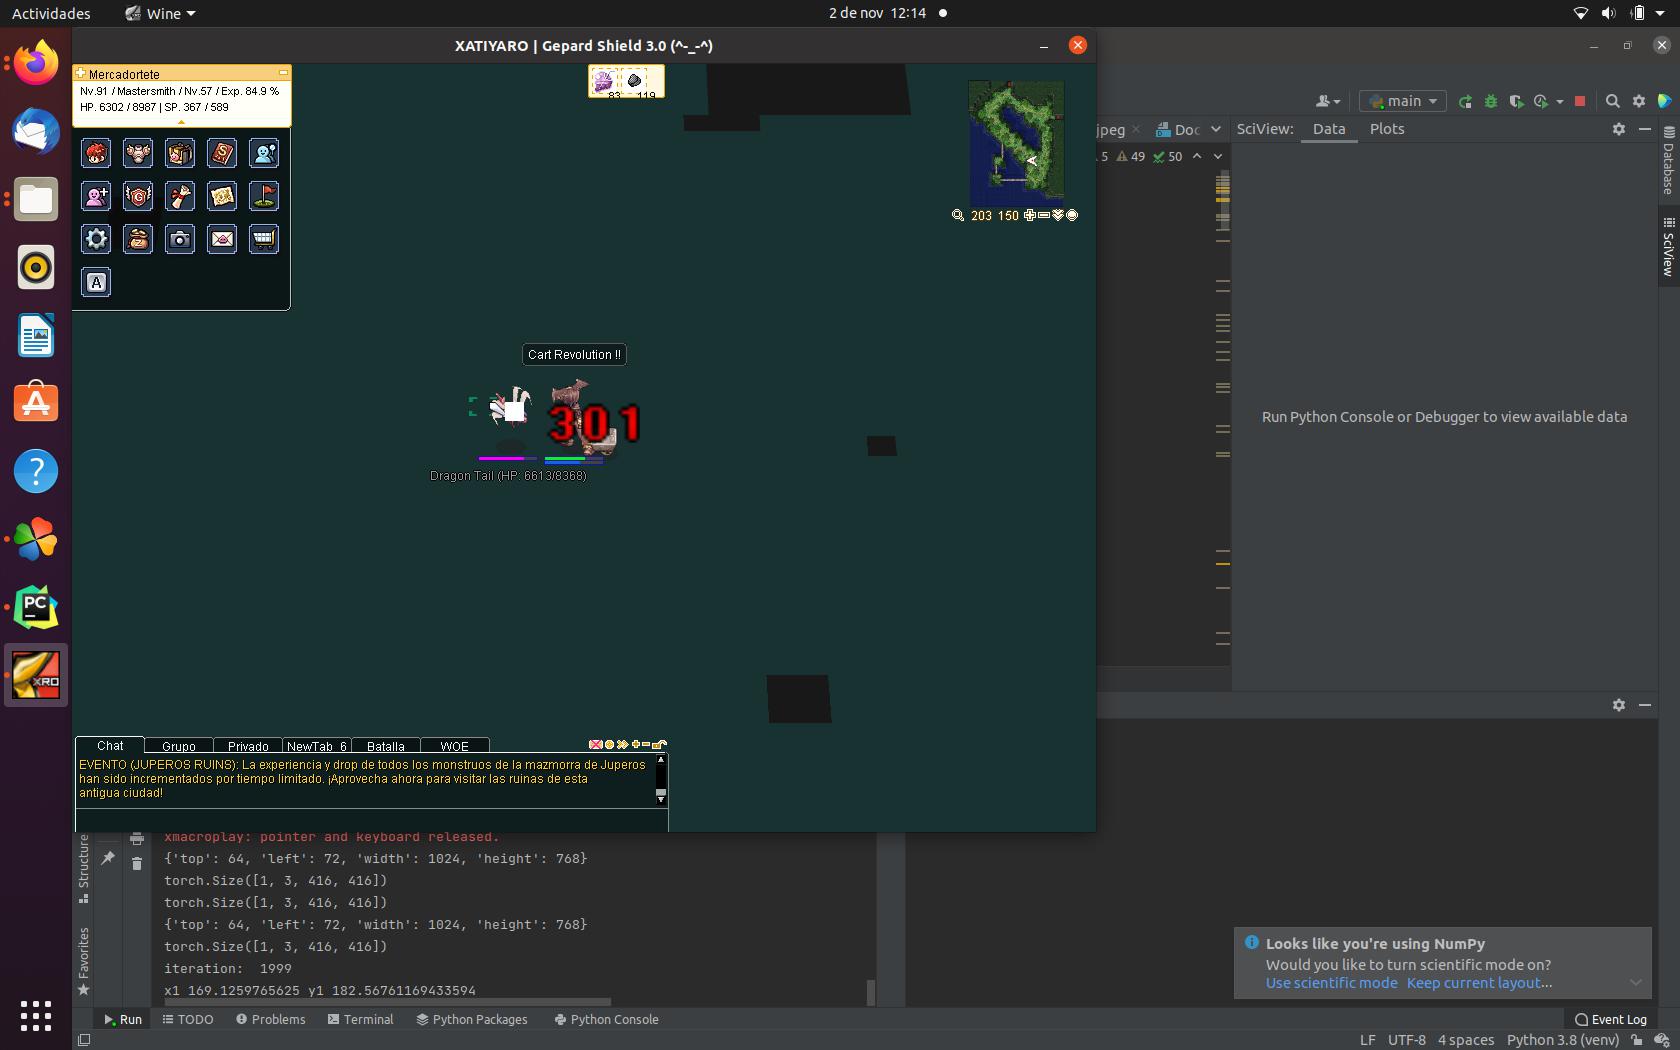 Actividades
Wine
2 de nov 12:14
XATIYARO | Gepard Shield 3.0 (^-_-^)
Mercadortete
Nv.91 / Mastersmith / Nv.57 / Exp. 84.9 %
HP. 6302 / 8987 | SP. 367 / 589
83
119
203 150
A
Cart Revolution !!
301
Dragon Tail (HP: 6613/8368)
Chat
Grupo
Privado
NewTab_6
Batalla
WOE
EVENTO (JUPEROS RUINS): La experiencia y drop de todos los monstruos de la mazmorra de Juperos
han sido incrementados por tiempo limitado. ¡Aprovecha ahora para visitar las ruinas de esta
antigua ciudad!
main
jpeg
Doc
SciView:
Data
Plots
5
49
50
Database
SciView
Run Python Console or Debugger to view available data
PC
XRO
Structure
Favorites
xmacroplay: pointer and keyboard released.
{'top': 64, 'left': 72, 'width': 1024, 'height': 768}
torch.Size([1, 3, 416, 416])
torch.Size([1, 3, 416, 416])
{'top': 64, 'left': 72, 'width': 1024, 'height': 768}
torch.Size([1, 3, 416, 416])
iteration:  1999
x1 169.1259765625 y1 182.56761169433594
Looks like you're using NumPy
Would you like to turn scientific mode on?
Use scientific mode Keep current layout...
Run
TODO
Problems
Terminal
Python Packages
Python Console
Event Log
LF
UTF-8
4 spaces
Python 3.8 (venv)